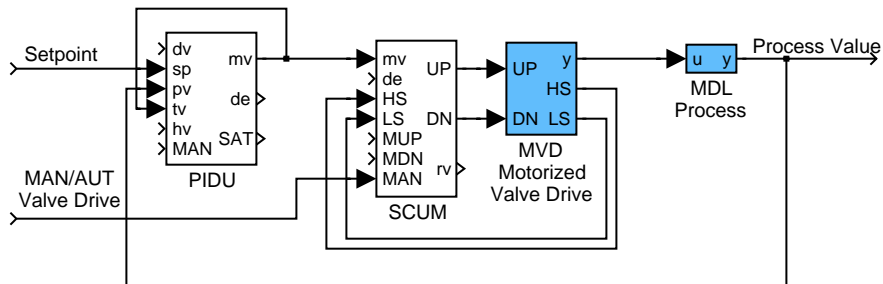 Setpoint
MAN/AUT
Valve Drive
dv
sp
pv
tv
hv
MAN
mv
de
SAT
PIDU
mv
de
HS
LS
MUP
MDN
MAN
UP
DN
rv
SCUM
UP
DN
y
HS
LS
MVD
Motorized
Valve Drive
u y
MDL
Process
Process Value